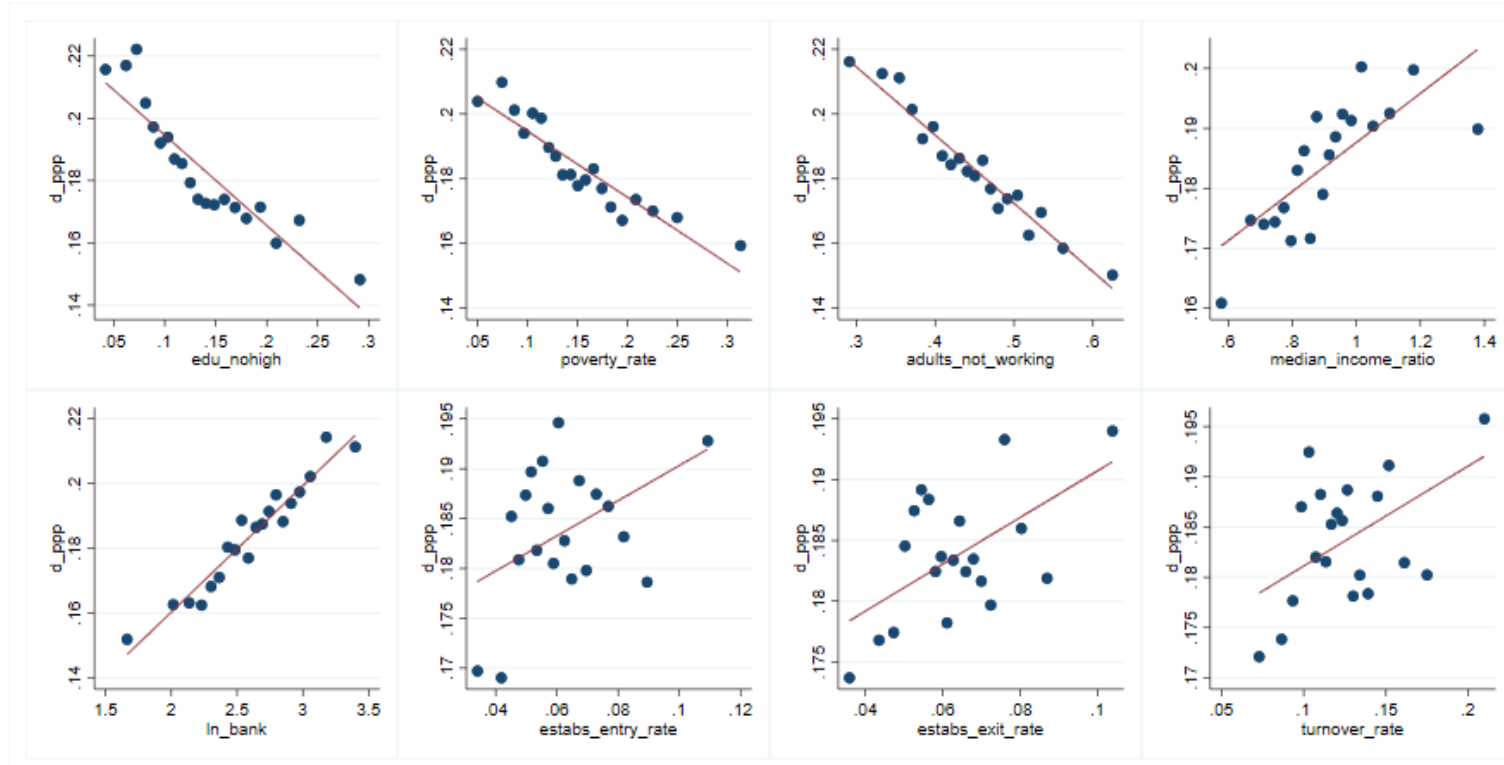 d_ppp
.14 .16 .18 .2 .22
.05 .1 .15 .2 .25 .3
edu_nohigh
d_ppp
.14 .16 .18 .2 .22
.05 .1 .15 .2 .25 .3
poverty_rate
d_ppp
.14 .16 .18 .2 .22
.3 .4 .5 .6
adults_not_working
d_ppp
.16 .17 .18 .19 .2
.6 .8 1 1.2 1.4
median_income_ratio
d_ppp
.14 .16 .18 .2 .22
1.5 2 2.5 3 3.5
ln_bank
d_ppp
.17 .175 .18 .185 .19 .195
.04 .06 .08 .1 .12
estabs_entry_rate
d_ppp
.175 .18 .185 .19 .195
.04 .06 .08 .1
estabs_exit_rate
d_ppp
.17 .175 .18 .185 .19 .195
.05 .1 .15 .2
turnover_rate